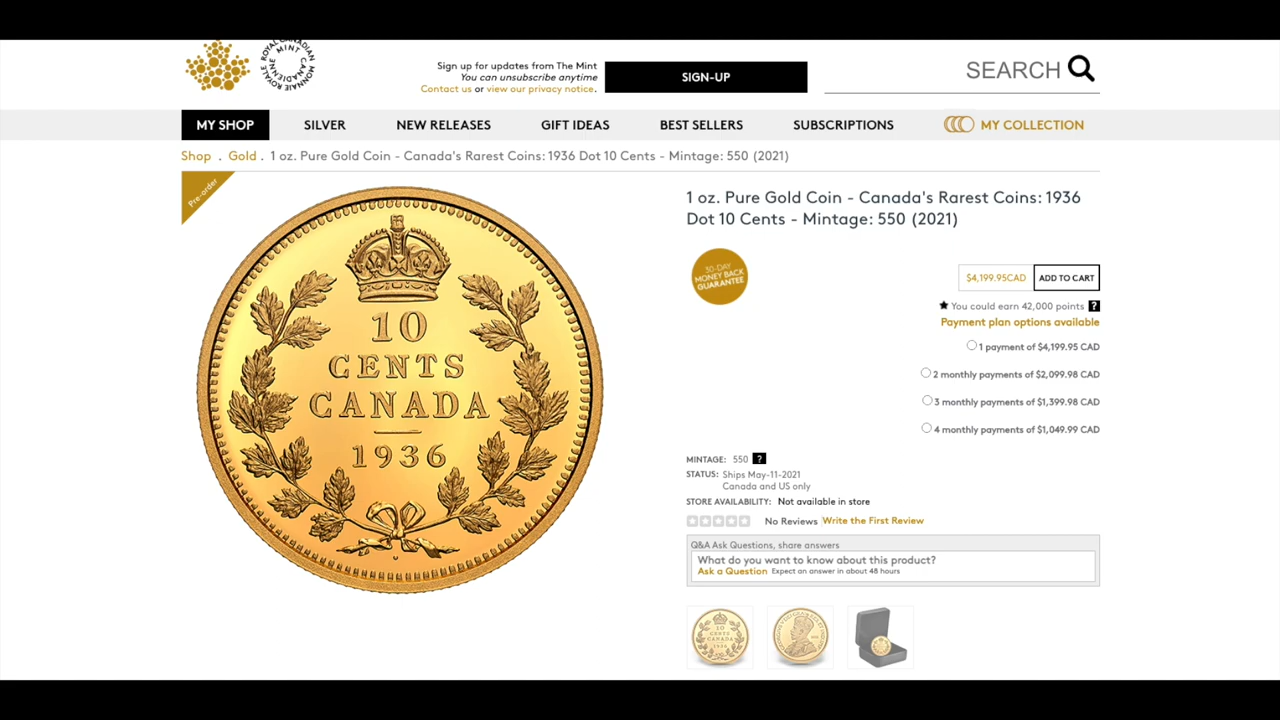 ROYAL CANADIAN MINT
MONNAIE ROYALE CANADIENNE
Sign up for updates from The Mint
You can unsubscribe anytime
Contact us or view our privacy notice.
SIGN-UP
SEARCH
MY SHOP
SILVER
NEW RELEASES
GIFT IDEAS
BEST SELLERS
SUBSCRIPTIONS
MY COLLECTION
Shop . Gold . 1 oz. Pure Gold Coin - Canada's Rarest Coins: 1936 Dot 10 Cents - Mintage: 550 (2021)
Pre-order
10
CENTS
CANADA
1936
1 oz. Pure Gold Coin - Canada's Rarest Coins: 1936
Dot 10 Cents - Mintage: 550 (2021)
30-DAY
MONEY BACK
GUARANTEE
$4,199.95CAD
ADD TO CART
You could earn 42,000 points ?
Payment plan options available
1 payment of $4,199.95 CAD
2 monthly payments of $2,099.98 CAD
3 monthly payments of $1,399.98 CAD
4 monthly payments of $1,049.99 CAD
MINTAGE: 550 ?
STATUS: Ships May-11-2021
Canada and US only
STORE AVAILABILITY: Not available in store
No Reviews Write the First Review
Q&A Ask Questions, share answers
What do you want to know about this product?
Ask a Question Expect an answer in about 48 hours
10
CENTS
CANADA
1936